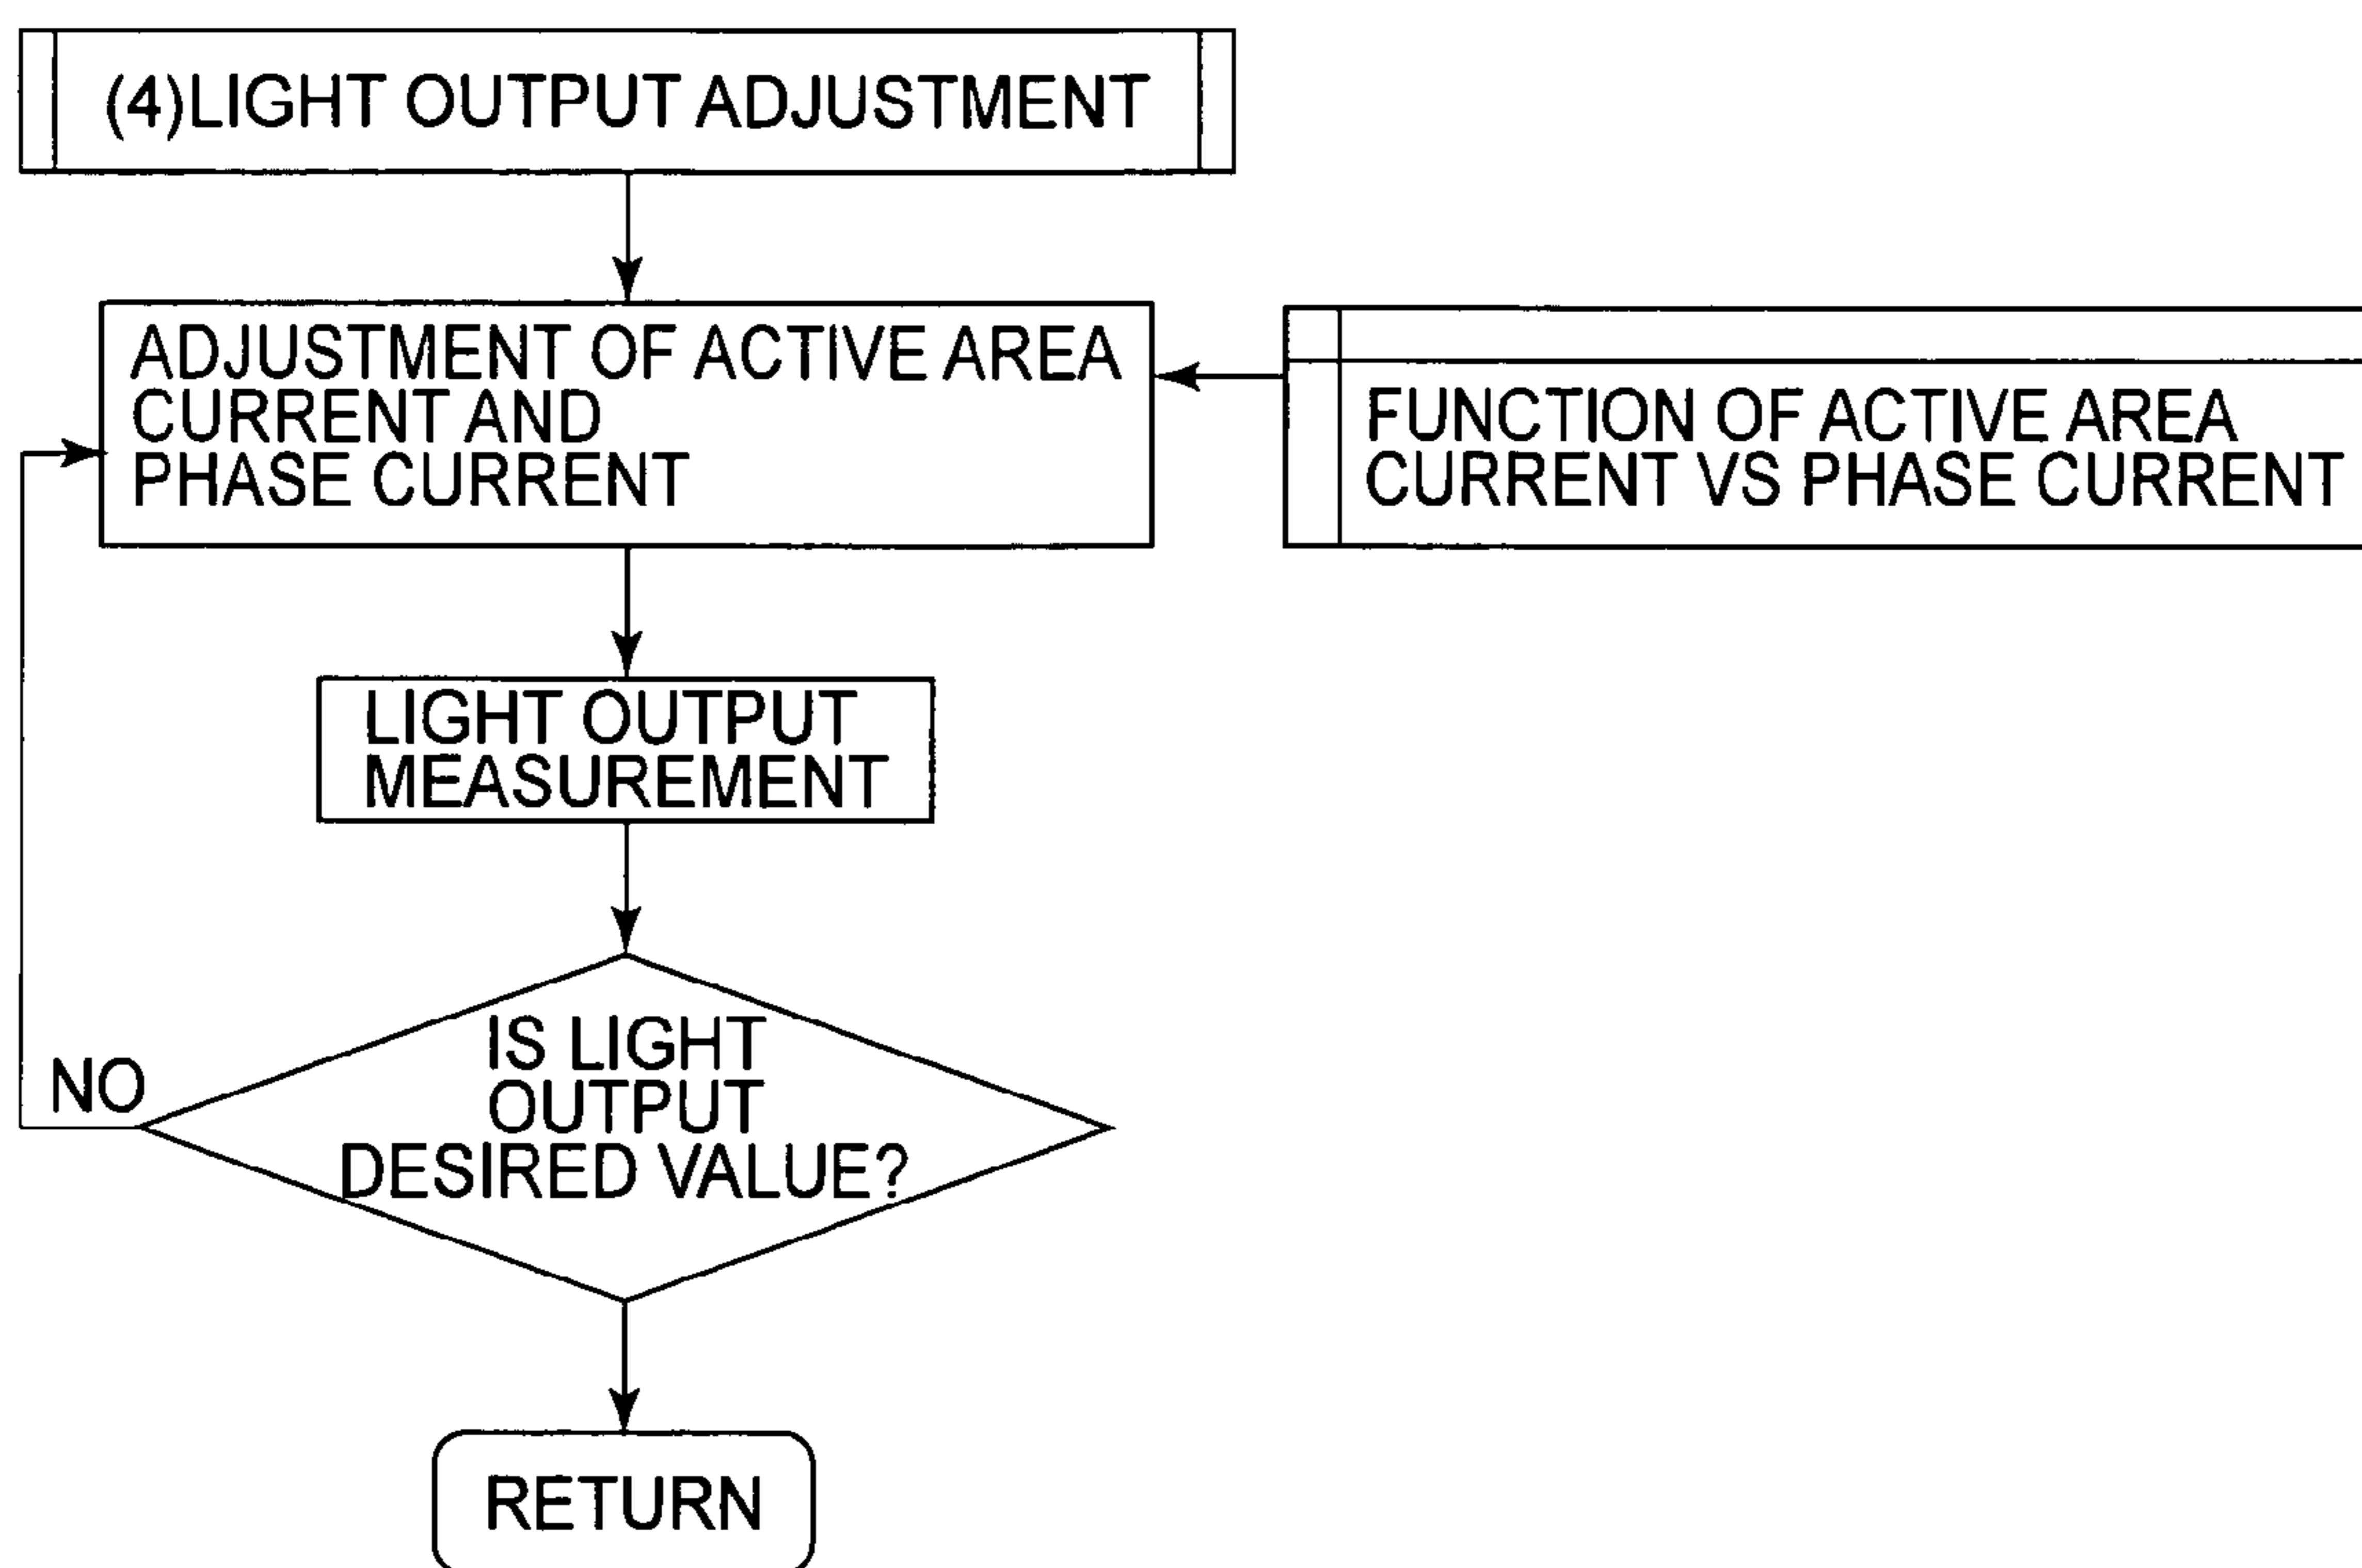 (4)LIGHT OUTPUT ADJUSTMENT
ADJUSTMENT OF ACTIVE AREA
CURRENT AND
PHASE CURRENT
FUNCTION OF ACTIVE AREA
CURRENT VS PHASE CURRENT
LIGHT OUTPUT
MEASUREMENT
IS LIGHT
OUTPUT
DESIRED VALUE?
NO
RETURN